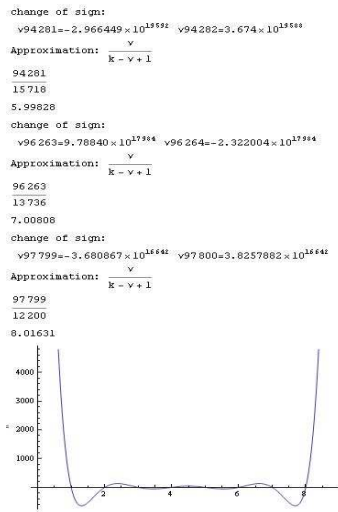 change of sign:
v94281=-2.966449×10^19592 v94282=3.674×10^19588
Approximation: v
k - v + 1
94281
15718
5.99828
change of sign:
v96263=9.78840×10^17984 v96264=-2.322004×10^17984
Approximation: v
k - v + 1
96263
13736
7.00808
change of sign:
v97799=-3.680867×10^16642 v97800=3.8257882×10^16642
Approximation: v
k - v + 1
97799
12200
8.01631
4000
3000
2000
1000
2 4 6 8